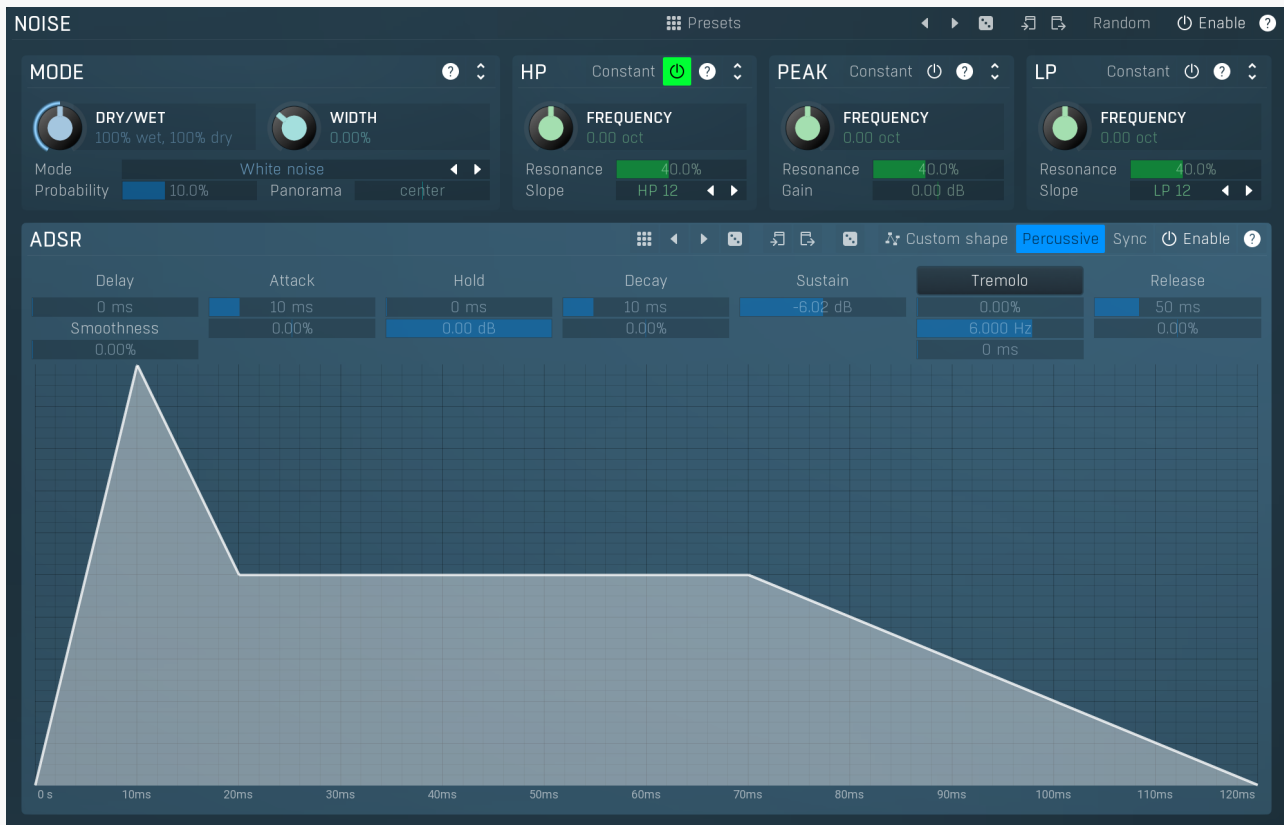 NOISE Presets Random Enable ?
MODE ? HP Constant ? PEAK Constant ? LP Constant ?
DRY/WET WIDTH FREQUENCY FREQUENCY FREQUENCY
100% wet, 100% dry 0.00% 0.00 oct 0.00 oct 0.00 oct
Mode White noise Resonance 40.0% Resonance 40.0% Resonance 40.0%
Probability 10.0% Panorama center Slope HP 12 Gain 0.00 dB Slope LP 12
ADSR Custom shape Percussive Sync Enable ?
Delay Attack Hold Decay Sustain Tremolo Release
0 ms 10 ms 0 ms 10 ms -6.02 dB 0.00% 50 ms
Smoothness 0.00% 0.00 dB 0.00% 6.000 Hz 0.00%
0.00% 0 ms
0 s 10ms 20ms 30ms 40ms 50ms 60ms 70ms 80ms 90ms 100ms 110ms 120ms